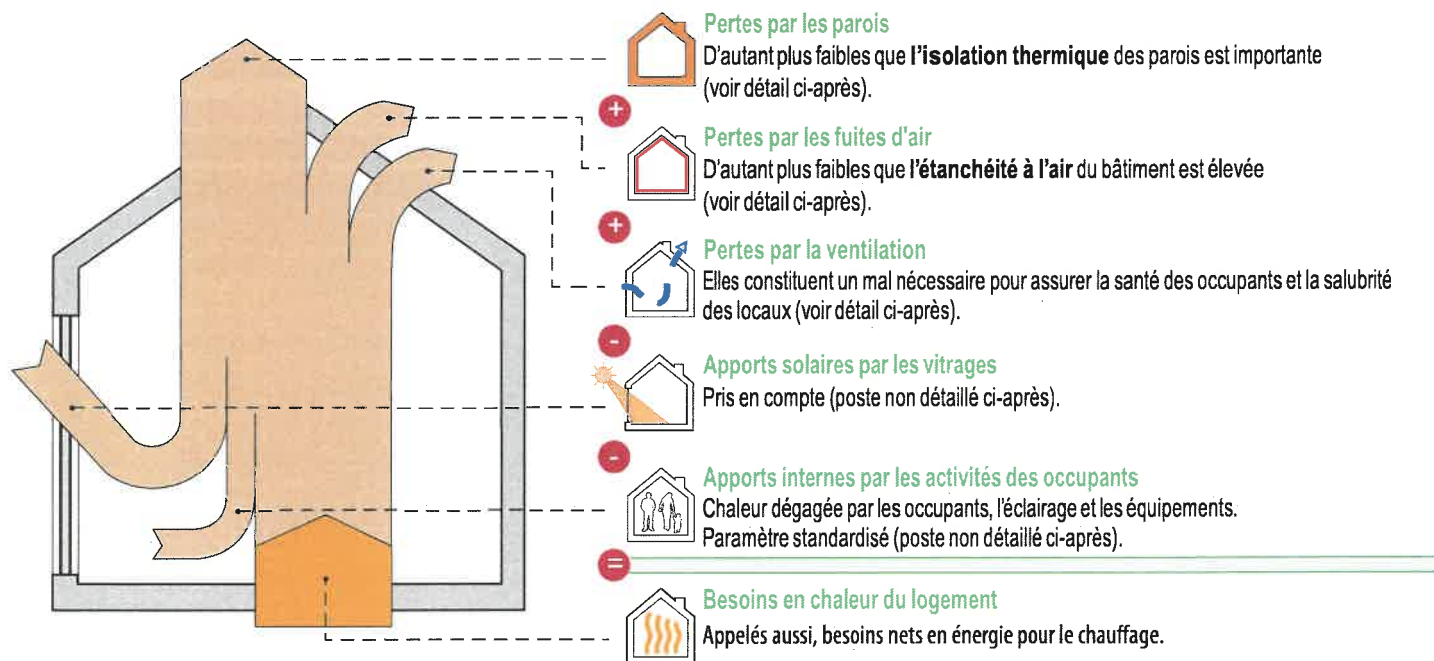 Pertes par les parois
D'autant plus faibles que l'isolation thermique des parois est importante
(voir détail ci-après).
+
Pertes par les fuites d'air
D'autant plus faibles que l'étanchéité à l'air du bâtiment est élevée
(voir détail ci-après).
+
Pertes par la ventilation
Elles constituent un mal nécessaire pour assurer la santé des occupants et la salubrité
des locaux (voir détail ci-après).
-
Apports solaires par les vitrages
Pris en compte (poste non détaillé ci-après).
-
Apports internes par les activités des occupants
Chaleur dégagée par les occupants, l'éclairage et les équipements.
Paramètre standardisé (poste non détaillé ci-après).
=
Besoins en chaleur du logement
Appelés aussi, besoins nets en énergie pour le chauffage.